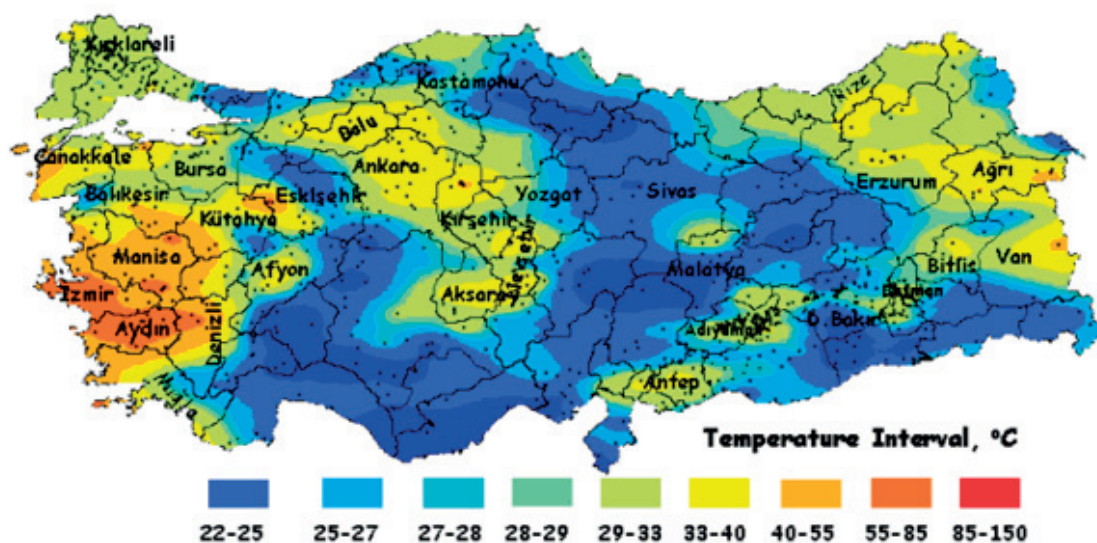 Kırklareli
Kastamonu
Rize
Bolu
Çanakkale
Bursa
Ankara
Ağrı
Balıkesir
Eskişehir
Yozgat
Sivas
Erzurum
Kütahya
Kırşehir
Manisa
Afyon
Nevşehir
Bitlis
Van
İzmir
Aksaray
Malatya
Batman
Aydın
Denizli
Adıyaman
D. Bakır
Muğla
Antep
Temperature Interval, °C
22-25 25-27 27-28 28-29 29-33 33-40 40-55 55-85 85-150